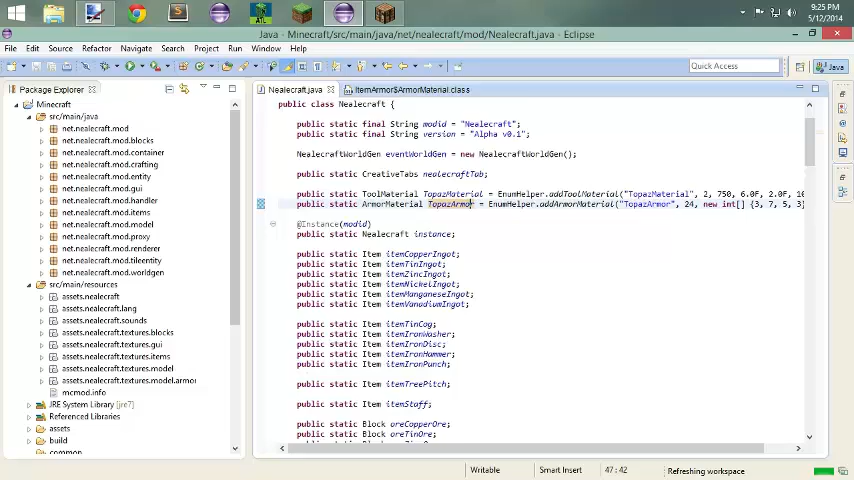 9:25 PM
5/12/2014
Java - Minecraft/src/main/java/net/nealecraft/mod/Nealecraft.java - Eclipse
File Edit Source Refactor Navigate Search Project Run Window Help
Quick Access
Java
Package Explorer
Nealecraft.java
ItemArmor$ArmorMaterial.class
Minecraft
src/main/java
net.nealecraft.mod
net.nealecraft.mod.blocks
net.nealecraft.mod.container
net.nealecraft.mod.crafting
net.nealecraft.mod.entity
net.nealecraft.mod.gui
net.nealecraft.mod.handler
net.nealecraft.mod.items
net.nealecraft.mod.model
net.nealecraft.mod.proxy
net.nealecraft.mod.renderer
net.nealecraft.mod.tileentity
net.nealecraft.mod.worldgen
src/main/resources
assets.nealecraft
assets.nealecraft.lang
assets.nealecraft.sounds
assets.nealecraft.textures.blocks
assets.nealecraft.textures.gui
assets.nealecraft.textures.items
assets.nealecraft.textures.model
assets.nealecraft.textures.model.armor
mcmod.info
JRE System Library [jre7]
Referenced Libraries
assets
build
common
public class Nealecraft {
public static final String modid = "Nealecraft";
public static final String version = "Alpha v0.1";
NealecraftWorldGen eventWorldGen = new NealecraftWorldGen();
public static CreativeTabs nealecraftTab;
public static ToolMaterial TopazMaterial = EnumHelper.addToolMaterial("TopazMaterial", 2, 750, 6.0F, 2.0F, 10
public static ArmorMaterial TopazArmor = EnumHelper.addArmorMaterial("TopazArmor", 24, new int[] {3, 7, 5, 3}
@Instance(modid)
public static Nealecraft instance;
public static Item itemCopperIngot;
public static Item itemTinIngot;
public static Item itemZincIngot;
public static Item itemNickelIngot;
public static Item itemManganeseIngot;
public static Item itemVanadiumIngot;
public static Item itemTinCog;
public static Item itemIronWasher;
public static Item itemIronDisc;
public static Item itemIronHammer;
public static Item itemIronPunch;
public static Item itemTreePitch;
public static Item itemStaff;
public static Block oreCopperOre;
public static Block oreTinOre;
Writable
Smart Insert
47 : 42
Refreshing workspace